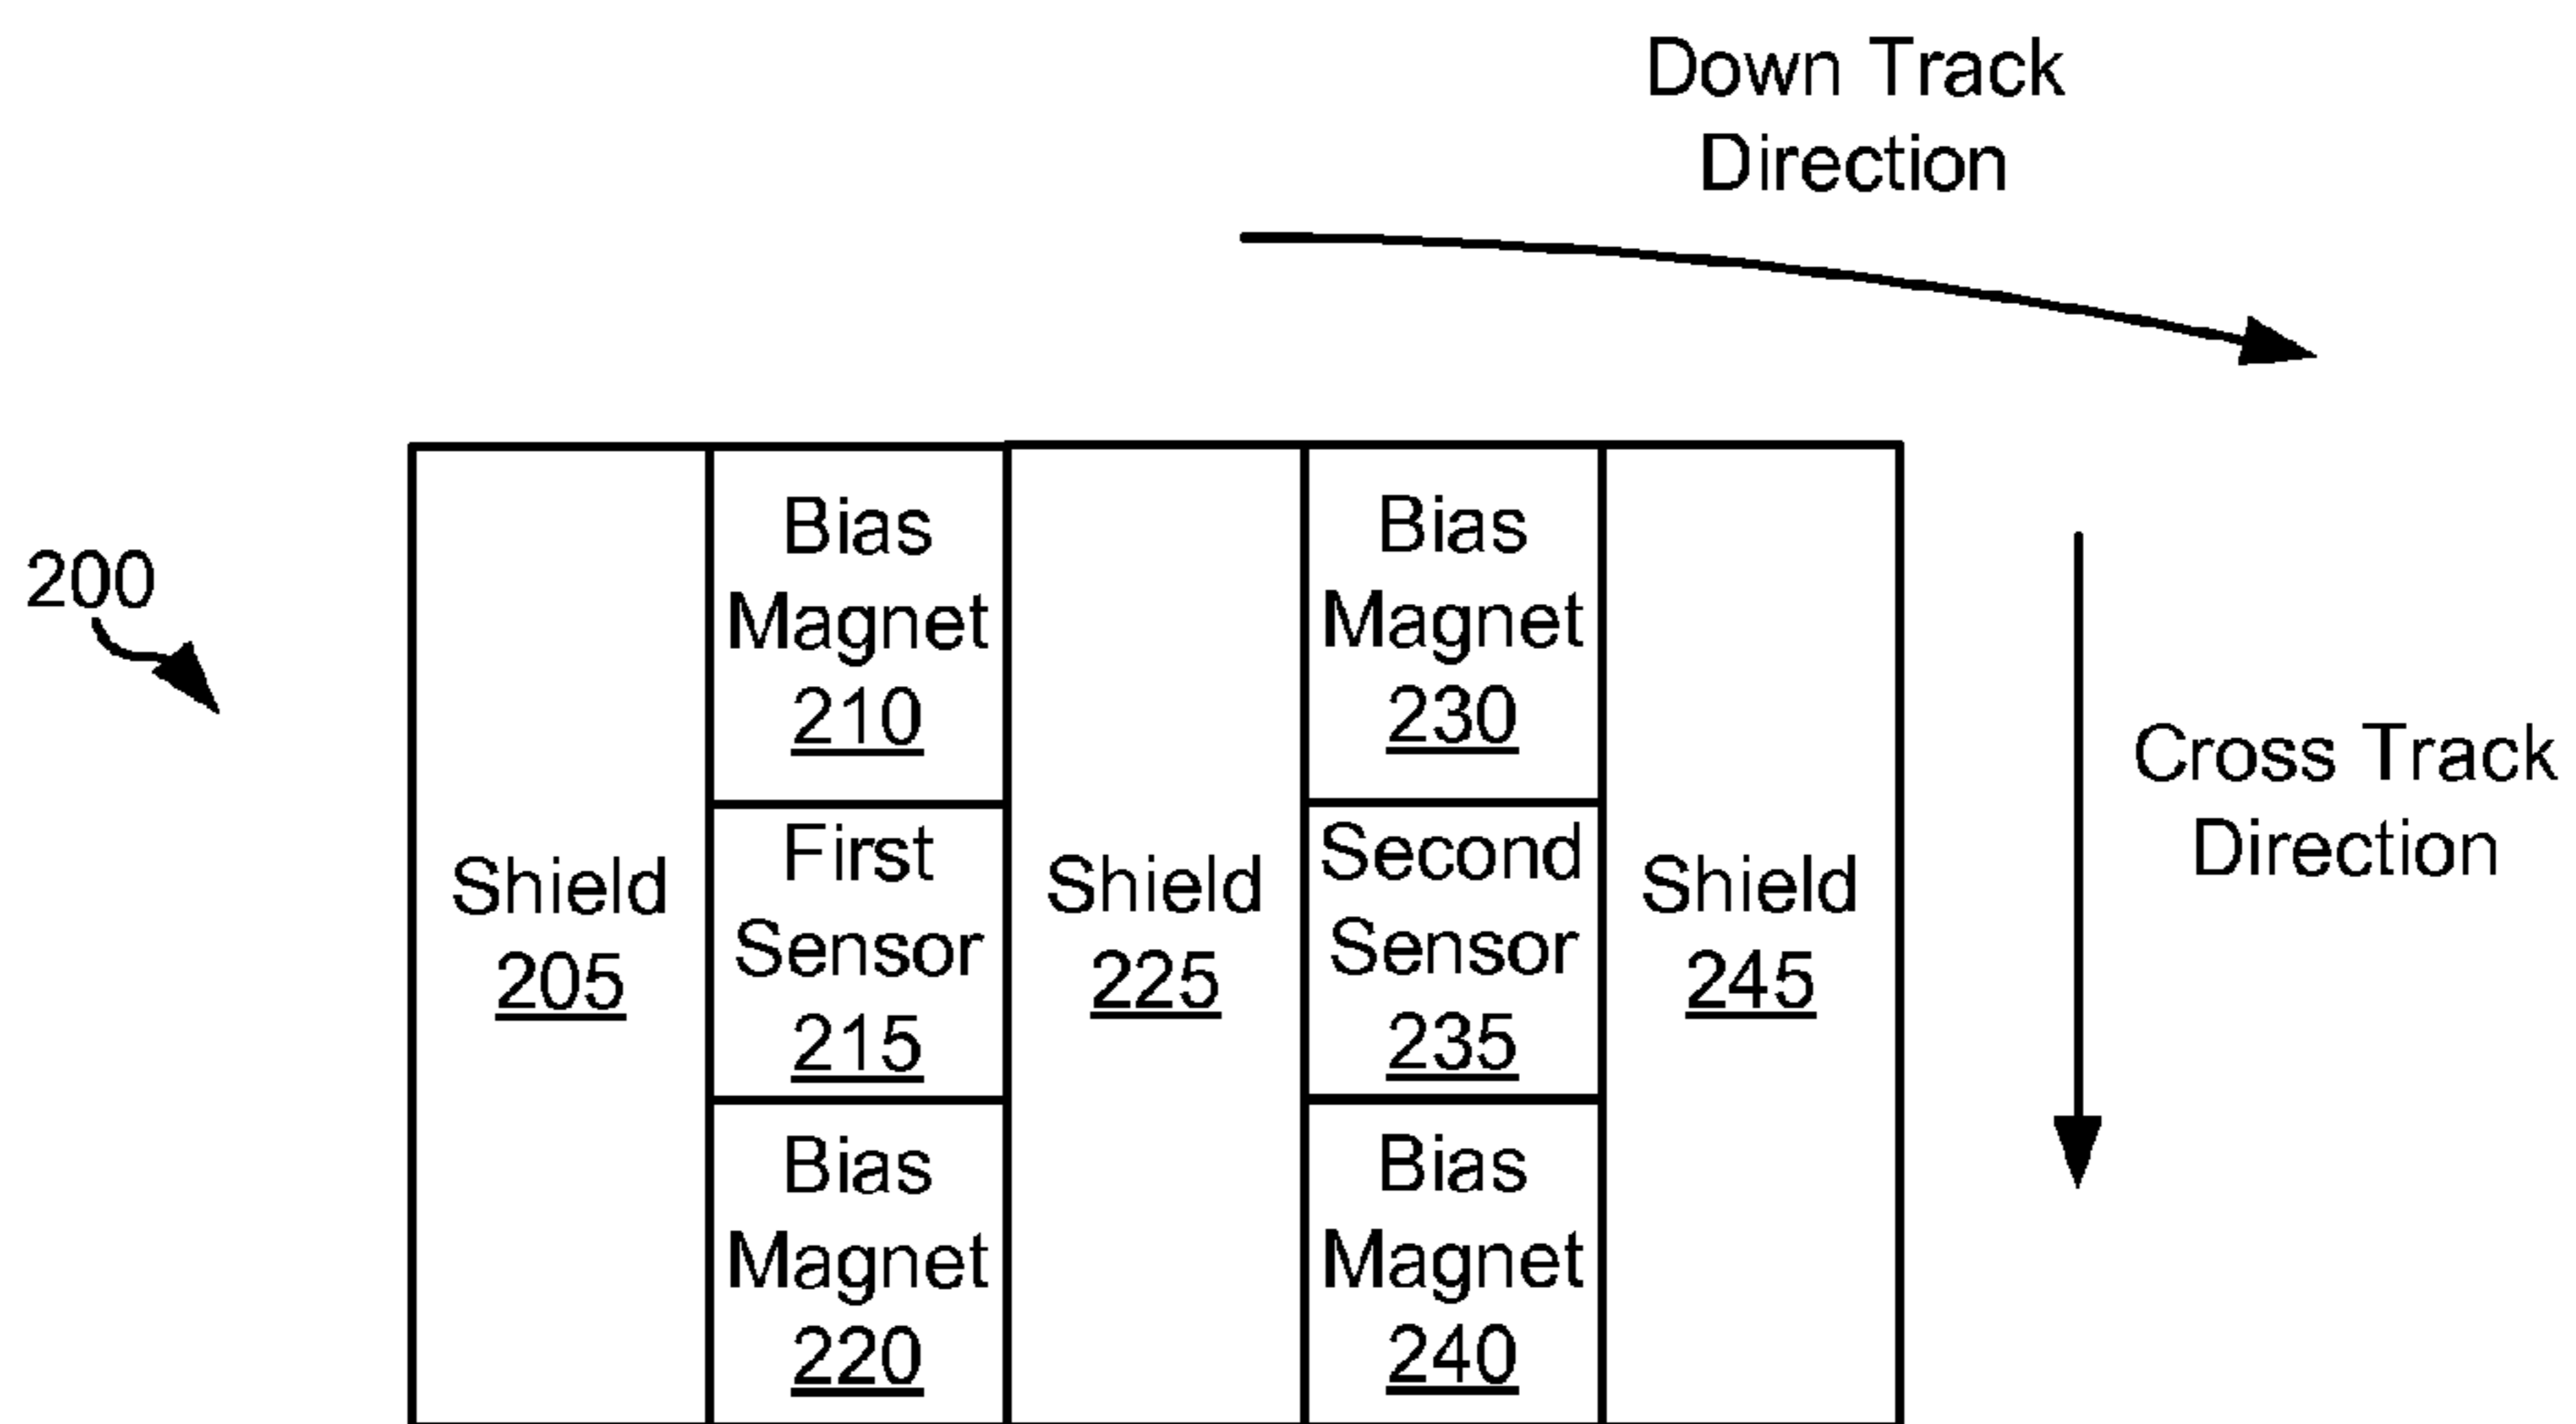 Down Track
Direction
200
Bias
Magnet
210
Bias
Magnet
230
Cross Track
Direction
Shield
205
First
Sensor
215
Shield
225
Second
Sensor
235
Shield
245
Bias
Magnet
220
Bias
Magnet
240